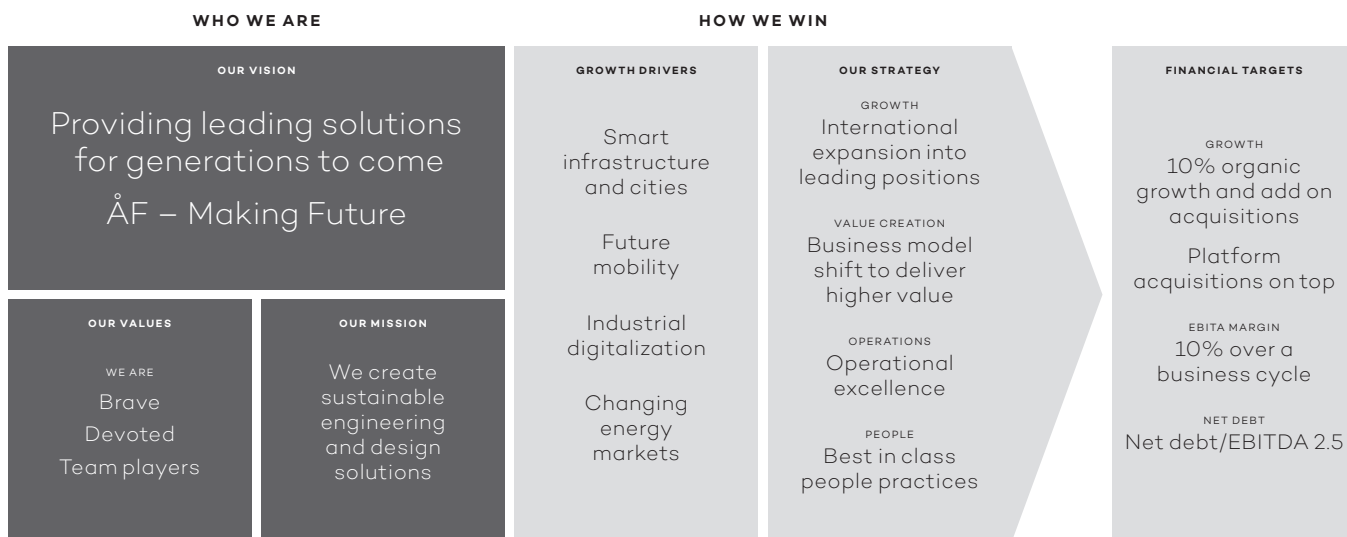 WHO WE ARE
HOW WE WIN
OUR VISION
Providing leading solutions
for generations to come
ÅF – Making Future
OUR VALUES
WE ARE
Brave
Devoted
Team players
OUR MISSION
We create
sustainable
engineering
and design
solutions
GROWTH DRIVERS
Smart
infrastructure
and cities
Future
mobility
Industrial
digitalization
Changing
energy
markets
OUR STRATEGY
GROWTH
International
expansion into
leading positions
VALUE CREATION
Business model
shift to deliver
higher value
OPERATIONS
Operational
excellence
PEOPLE
Best in class
people practices
FINANCIAL TARGETS
GROWTH
10% organic
growth and add on
acquisitions
Platform
acquisitions on top
EBITA MARGIN
10% over a
business cycle
NET DEBT
Net debt/EBITDA 2.5